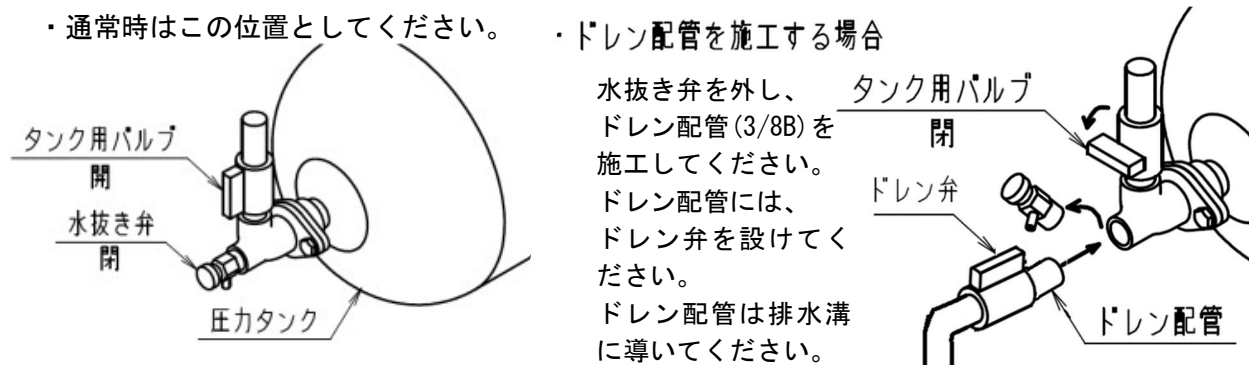 ・通常時はこの位置としてください。
タンク用バルブ
開
水抜き弁
閉
圧力タンク
・ドレン配管を施工する場合
水抜き弁を外し、
ドレン配管(3/8B)を
施工してください。
ドレン配管には、
ドレン弁を設けてく
ださい。
ドレン配管は排水溝
に導いてください。
タンク用バルブ
閉
ドレン弁
ドレン配管